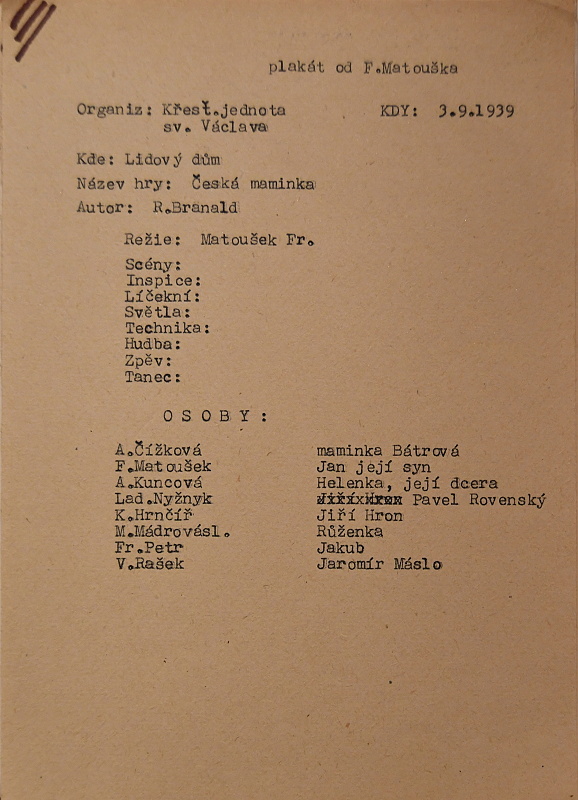 plakát od F.Matouška
Organiz: Křesť.jednota KDY: 3.9.1939
sv. Václava
Kde: Lidový dům
Název hry: Česká maminka
Autor: R.Branald
Režie: Matoušek Fr.
Scény:
Inspice:
Líčekní:
Světla:
Technika:
Hudba:
Zpěv:
Tanec:
O S O B Y :
A.Čížková maminka Bátrová
F.Matoušek Jan její syn
A.Kuncová Helenka, její dcera
Lad.Nyžnyk Pavel Rovenský
K.Hrnčíř Jiří Hron
M.Mádrovásl. Růženka
Fr.Petr Jakub
V.Rašek Jaromír Máslo